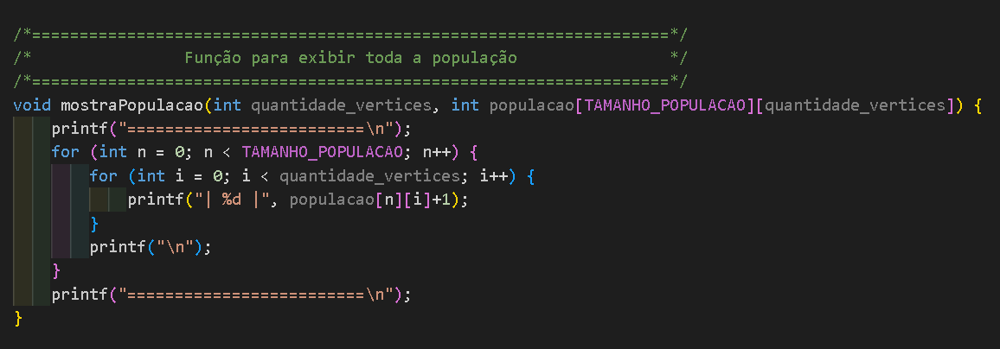 /*===================================================================*/
/*                Função para exibir toda a população                */
/*===================================================================*/
void mostraPopulacao(int quantidade_vertices, int populacao[TAMANHO_POPULACAO][quantidade_vertices]) {
    printf("=========================\n");
    for (int n = 0; n < TAMANHO_POPULACAO; n++) {
        for (int i = 0; i < quantidade_vertices; i++) {
            printf("| %d |", populacao[n][i]+1);
        }
        printf("\n");
    }
    printf("=========================\n");
}